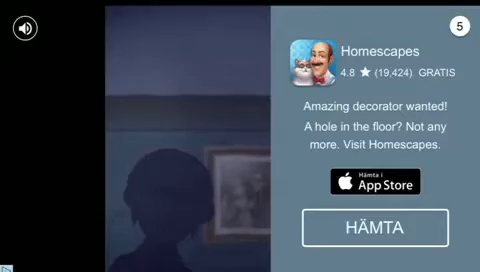 5
Homescapes
4.8 ★ (19,424) GRATIS
Amazing decorator wanted!
A hole in the floor? Not any
more. Visit Homescapes.
Hämta i
App Store
HÄMTA